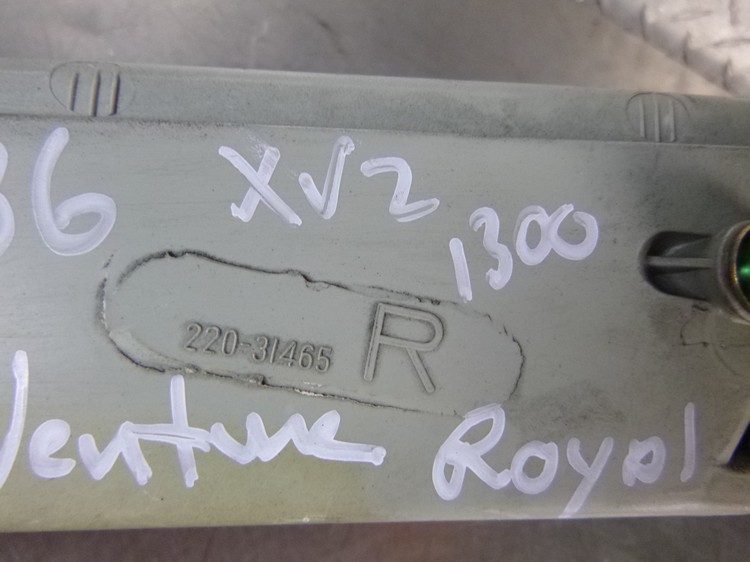 86 XVZ
1300
220-31465 R
Venture Royal